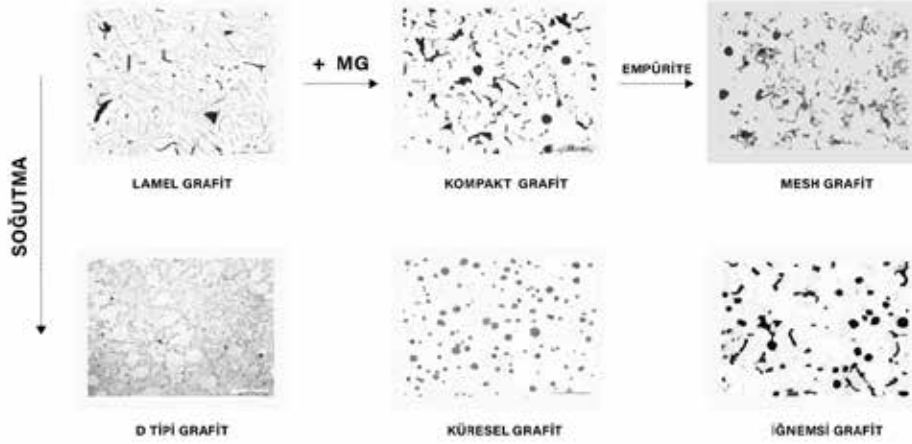 + MG
EMPÜRİTE
LAMEL GRAFİT
KOMPAKT GRAFİT
MESH GRAFİT
SOĞUTMA
D TİPİ GRAFİT
KÜRESEL GRAFİT
İĞNEMSİ GRAFİT